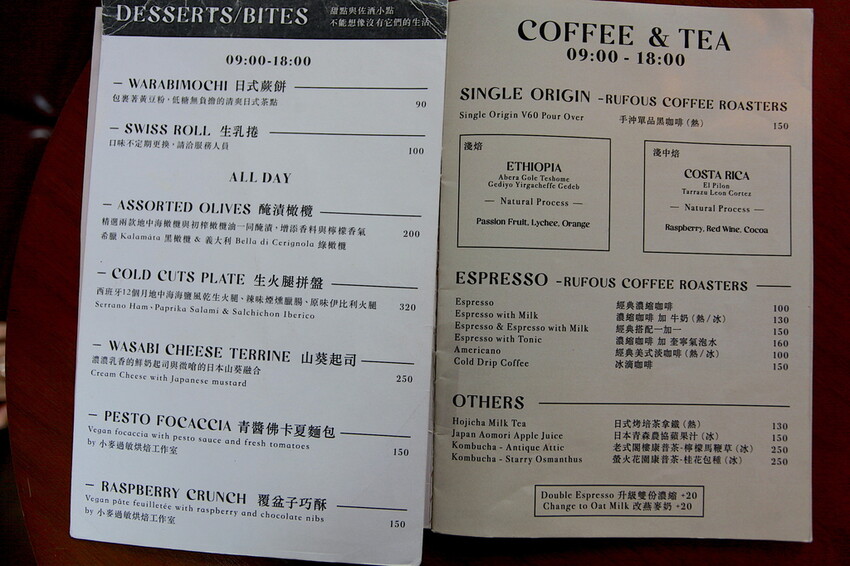 DESSERTS/BITES
甜點與佐酒小點
不能想像沒有它們的生活
09:00-18:00
— WARABIMOCHI 日式蕨餅
包裹著黃豆粉，低糖無負擔的清爽日式茶點 90
— SWISS ROLL 生乳捲
口味不定期更換，請洽服務人員 100
ALL DAY
— ASSORTED OLIVES 醃漬橄欖
精選兩款地中海橄欖與初榨橄欖油一同醃漬，增添香料與檸檬香氣
希臘 Kalamata 黑橄欖 & 義大利 Bella di Cerignola 綠橄欖 200
— COLD CUTS PLATE 生火腿拼盤
西班牙12個月地中海海鹽風乾生火腿、辣味煙燻臘腸、原味伊比利火腿 320
Serrano Ham、Paprika Salami & Salchichon Iberico
— WASABI CHEESE TERRINE 山葵起司
濃濃乳香的鮮奶起司與微嗆的日本山葵融合
Cream Cheese with Japanese mustard 250
— PESTO FOCACCIA 青醬佛卡夏麵包
Vegan focaccia with pesto sauce and fresh tomatoes
by 小麥過敏烘焙工作室 150
— RASPBERRY CRUNCH 覆盆子巧酥
Vegan pâte feuilletée with raspberry and chocolate nibs
by 小麥過敏烘焙工作室 150
COFFEE & TEA
09:00 - 18:00
SINGLE ORIGIN -RUFOUS COFFEE ROASTERS
Single Origin V60 Pour Over 手沖單品黑咖啡（熱） 150
淺焙
ETHIOPIA
Abera Gole Teshome
Gediyo Yirgacheffe Gedeb
— Natural Process —
Passion Fruit, Lychee, Orange
淺中焙
COSTA RICA
El Pilon
Tarrazu Leon Cortez
— Natural Process —
Raspberry, Red Wine, Cocoa
ESPRESSO -RUFOUS COFFEE ROASTERS
Espresso 經典濃縮咖啡 100
Espresso with Milk 濃縮咖啡 加 牛奶（熱/冰） 130
Espresso & Espresso with Milk 經典搭配一加一 150
Espresso with Tonic 濃縮咖啡 加 奎寧氣泡水 160
Americano 經典美式淡咖啡（熱/冰） 100
Cold Drip Coffee 冰滴咖啡 150
OTHERS
Hojicha Milk Tea 日式烤培茶拿鐵（熱） 130
Japan Aomori Apple Juice 日本青森農協蘋果汁（冰） 150
Kombucha - Antique Attic 老式閣樓康普茶-檸檬馬鞭草（冰） 250
Kombucha - Starry Osmanthus 螢火花園康普茶-桂花包種（冰） 250
Double Espresso 升級雙份濃縮 +20
Change to Oat Milk 改燕麥奶 +20